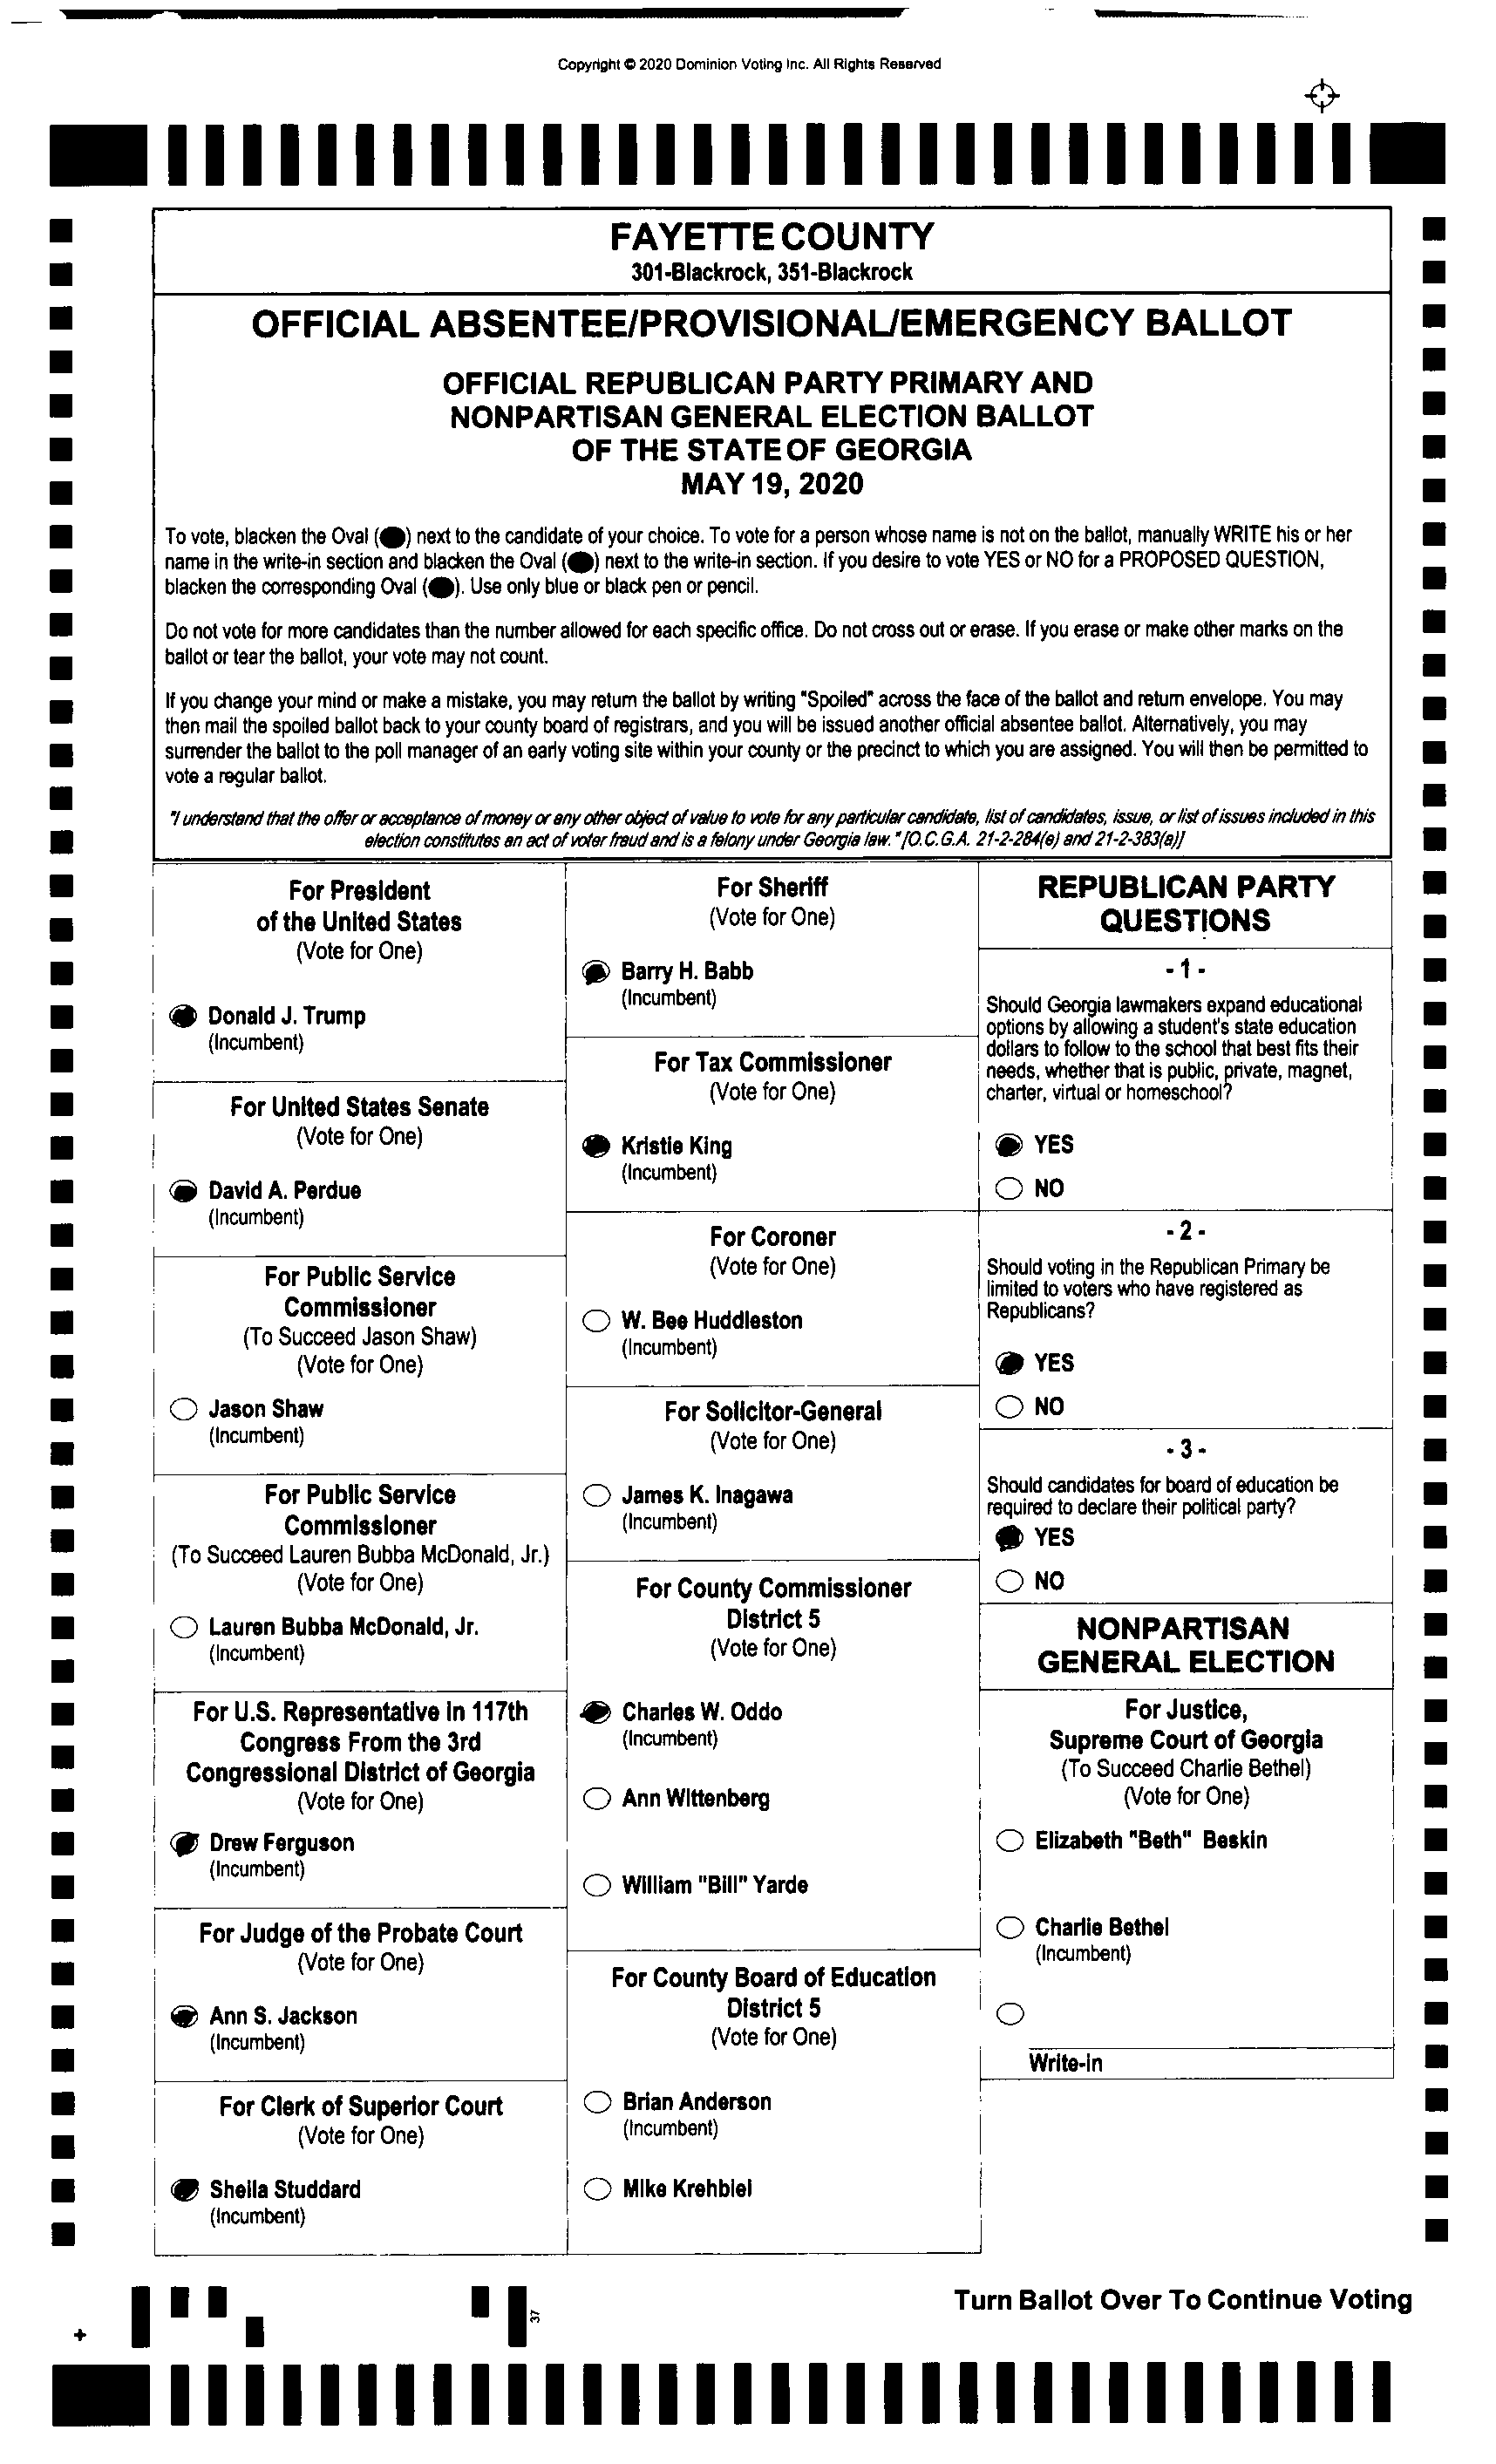 Copyright © 2020 Dominion Voting Inc. All Rights Reserved
FAYETTE COUNTY
301-Blackrock, 351-Blackrock
OFFICIAL ABSENTEE/PROVISIONAL/EMERGENCY BALLOT
OFFICIAL REPUBLICAN PARTY PRIMARY AND
NONPARTISAN GENERAL ELECTION BALLOT
OF THE STATE OF GEORGIA
MAY 19, 2020
To vote, blacken the Oval ( ) next to the candidate of your choice. To vote for a person whose name is not on the ballot, manually WRITE his or her
name in the write-in section and blacken the Oval ( ) next to the write-in section. If you desire to vote YES or NO for a PROPOSED QUESTION,
blacken the corresponding Oval ( ). Use only blue or black pen or pencil.
Do not vote for more candidates than the number allowed for each specific office. Do not cross out or erase. If you erase or make other marks on the
ballot or tear the ballot, your vote may not count.
If you change your mind or make a mistake, you may return the ballot by writing "Spoiled" across the face of the ballot and return envelope. You may
then mail the spoiled ballot back to your county board of registrars, and you will be issued another official absentee ballot. Alternatively, you may
surrender the ballot to the poll manager of an early voting site within your county or the precinct to which you are assigned. You will then be permitted to
vote a regular ballot.
"I understand that the offer or acceptance of money or any other object of value to vote for any particular candidate, list of candidates, issue, or list of issues included in this
election constitutes an act of voter fraud and is a felony under Georgia law." [O.C.G.A. 21-2-284(e) and 21-2-383(a)]
For President
of the United States
(Vote for One)
Donald J. Trump
(Incumbent)
For United States Senate
(Vote for One)
David A. Perdue
(Incumbent)
For Public Service
Commissioner
(To Succeed Jason Shaw)
(Vote for One)
Jason Shaw
(Incumbent)
For Public Service
Commissioner
(To Succeed Lauren Bubba McDonald, Jr.)
(Vote for One)
Lauren Bubba McDonald, Jr.
(Incumbent)
For U.S. Representative in 117th
Congress From the 3rd
Congressional District of Georgia
(Vote for One)
Drew Ferguson
(Incumbent)
For Judge of the Probate Court
(Vote for One)
Ann S. Jackson
(Incumbent)
For Clerk of Superior Court
(Vote for One)
Sheila Studdard
(Incumbent)
For Sheriff
(Vote for One)
Barry H. Babb
(Incumbent)
For Tax Commissioner
(Vote for One)
Kristie King
(Incumbent)
For Coroner
(Vote for One)
W. Bee Huddleston
(Incumbent)
For Solicitor-General
(Vote for One)
James K. Inagawa
(Incumbent)
For County Commissioner
District 5
(Vote for One)
Charles W. Oddo
(Incumbent)
Ann Wittenberg
William "Bill" Yarde
For County Board of Education
District 5
(Vote for One)
Brian Anderson
(Incumbent)
Mike Krehbiel
REPUBLICAN PARTY
QUESTIONS
- 1 -
Should Georgia lawmakers expand educational
options by allowing a student's state education
dollars to follow to the school that best fits their
needs, whether that is public, private, magnet,
charter, virtual or homeschool?
YES
NO
- 2 -
Should voting in the Republican Primary be
limited to voters who have registered as
Republicans?
YES
NO
- 3 -
Should candidates for board of education be
required to declare their political party?
YES
NO
NONPARTISAN
GENERAL ELECTION
For Justice,
Supreme Court of Georgia
(To Succeed Charlie Bethel)
(Vote for One)
Elizabeth "Beth" Beskin
Charlie Bethel
(Incumbent)
Write-in
Turn Ballot Over To Continue Voting
37